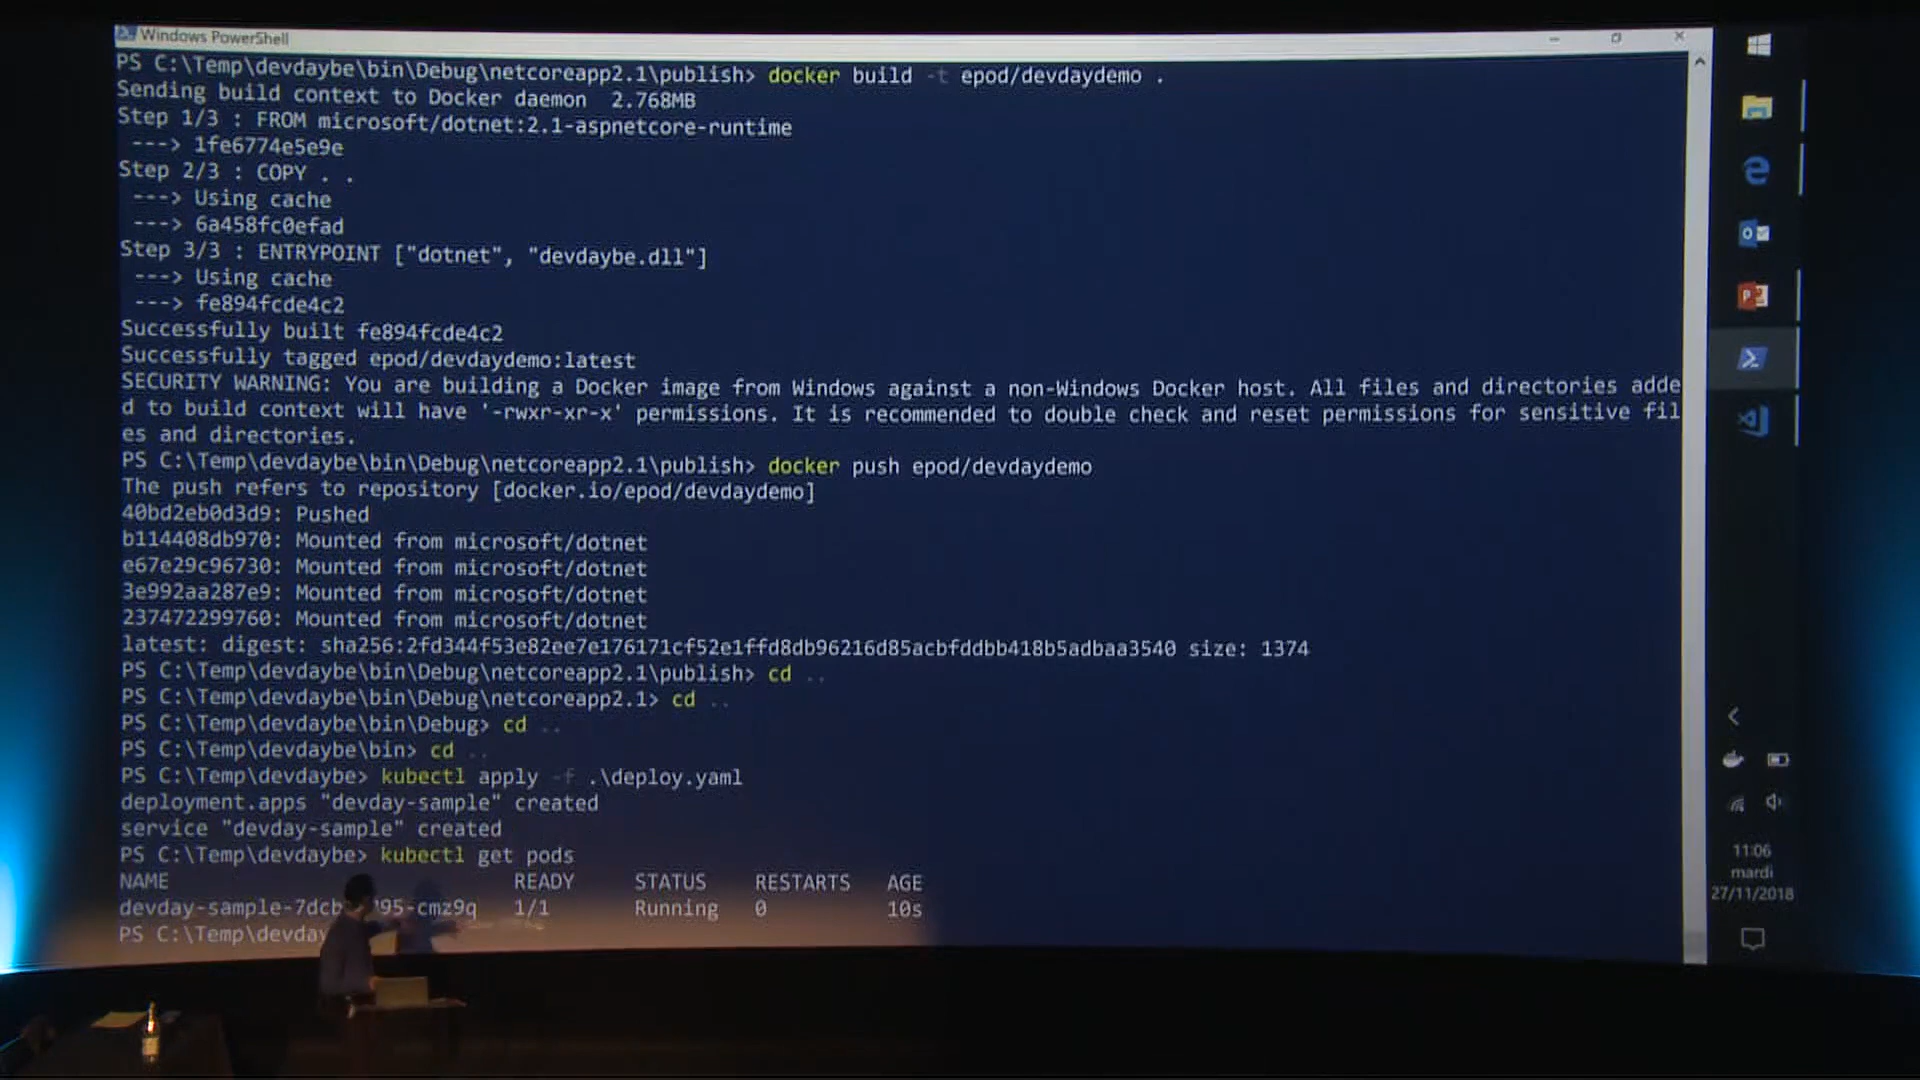 Windows PowerShell
PS C:\Temp\devdaybe\bin\Debug\netcoreapp2.1\publish> docker build -t epod/devdaydemo .
Sending build context to Docker daemon  2.768MB
Step 1/3 : FROM microsoft/dotnet:2.1-aspnetcore-runtime
---> 1fe6774e5e9e
Step 2/3 : COPY . .
---> Using cache
---> 6a458fc0efad
Step 3/3 : ENTRYPOINT ["dotnet", "devdaybe.dll"]
---> Using cache
---> fe894fcde4c2
Successfully built fe894fcde4c2
Successfully tagged epod/devdaydemo:latest
SECURITY WARNING: You are building a Docker image from Windows against a non-Windows Docker host. All files and directories adde
d to build context will have '-rwxr-xr-x' permissions. It is recommended to double check and reset permissions for sensitive fil
es and directories.
PS C:\Temp\devdaybe\bin\Debug\netcoreapp2.1\publish> docker push epod/devdaydemo
The push refers to repository [docker.io/epod/devdaydemo]
40bd2eb0d3d9: Pushed
b114408db970: Mounted from microsoft/dotnet
e67e29c96730: Mounted from microsoft/dotnet
3e992aa287e9: Mounted from microsoft/dotnet
237472299760: Mounted from microsoft/dotnet
latest: digest: sha256:2fd344f53e82ee7e176171cf52e1ffd8db96216d85acbfddbb418b5adbaa3540 size: 1374
PS C:\Temp\devdaybe\bin\Debug\netcoreapp2.1\publish> cd ..
PS C:\Temp\devdaybe\bin\Debug\netcoreapp2.1> cd ..
PS C:\Temp\devdaybe\bin\Debug> cd ..
PS C:\Temp\devdaybe\bin> cd ..
PS C:\Temp\devdaybe> kubectl apply -f .\deploy.yaml
deployment.apps "devday-sample" created
service "devday-sample" created
PS C:\Temp\devdaybe> kubectl get pods
NAME READY STATUS RESTARTS AGE
devday-sample-7dcb 95-cmz9q 1/1 Running 0 10s
PS C:\Temp\devday
11:06
mardi
27/11/2018